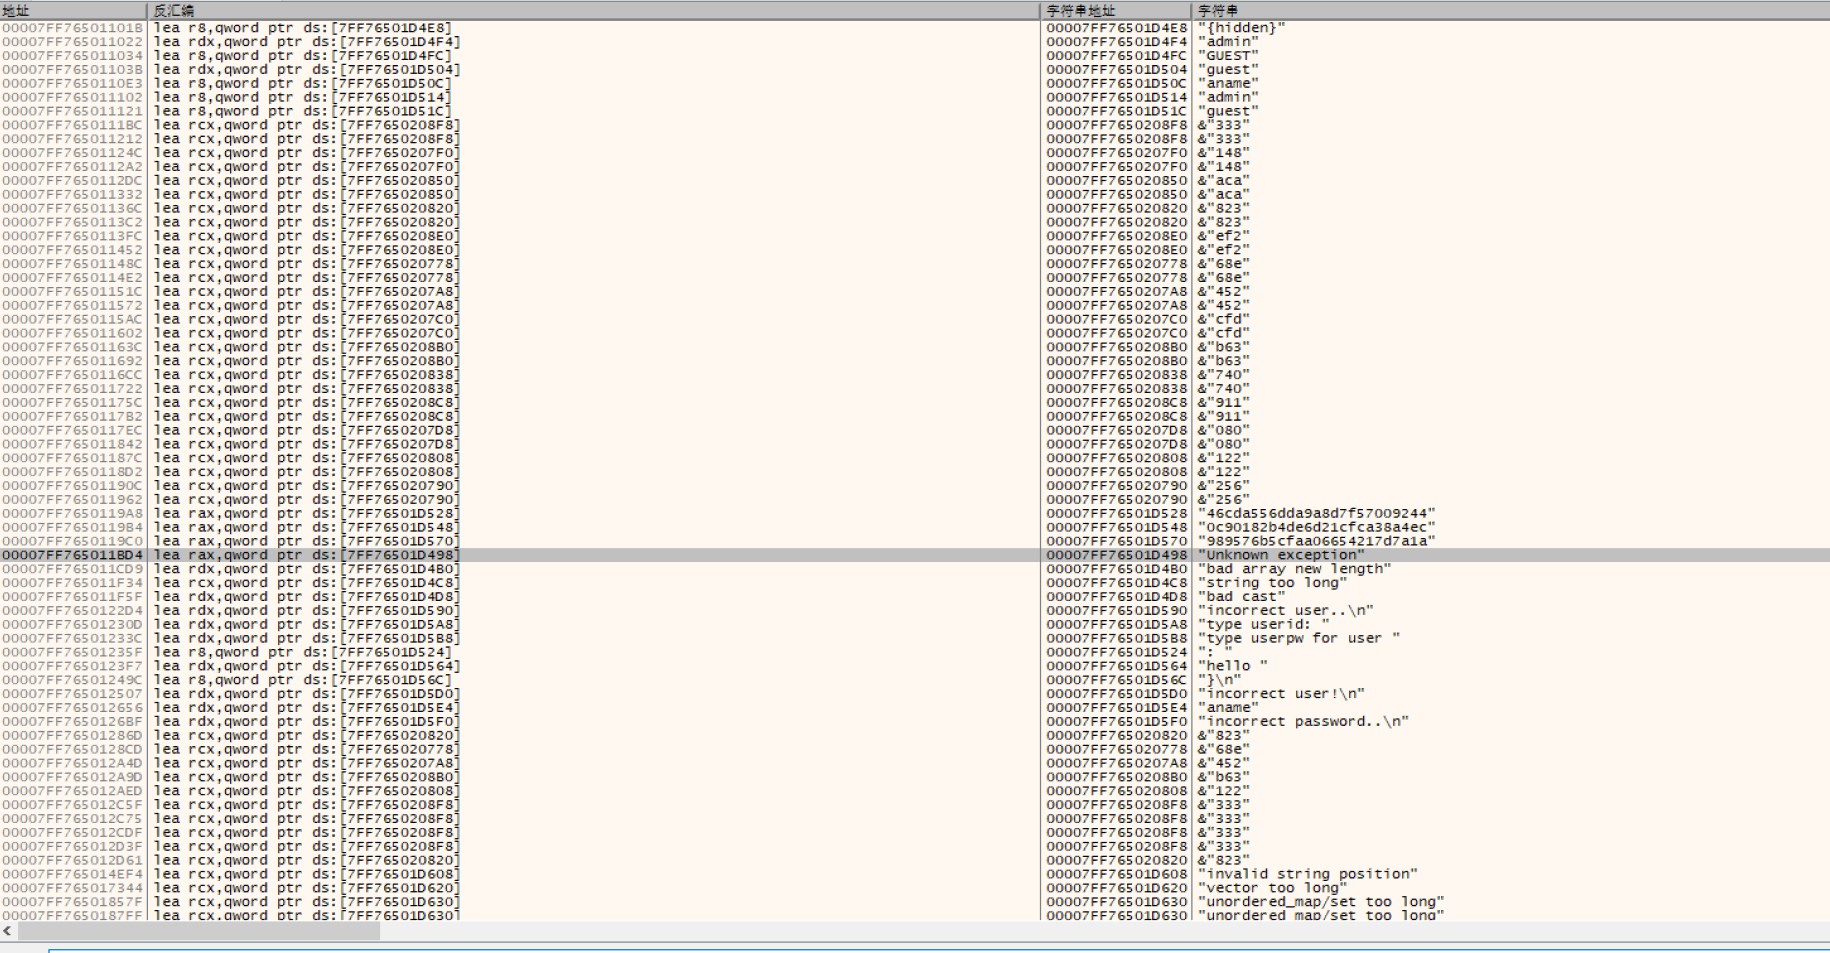 地址 反汇编 字符串地址 字符串
00007FF76501101B lea r8,qword ptr ds:[7FF76501D4E8] 00007FF76501D4E8 "{hidden}"
00007FF765011022 lea rdx,qword ptr ds:[7FF76501D4F4] 00007FF76501D4F4 "admin"
00007FF765011034 lea r8,qword ptr ds:[7FF76501D4FC] 00007FF76501D4FC "GUEST"
00007FF76501103B lea rdx,qword ptr ds:[7FF76501D504] 00007FF76501D504 "guest"
00007FF7650110E3 lea r8,qword ptr ds:[7FF76501D50C] 00007FF76501D50C "aname"
00007FF765011102 lea r8,qword ptr ds:[7FF76501D514] 00007FF76501D514 "admin"
00007FF765011121 lea r8,qword ptr ds:[7FF76501D51C] 00007FF76501D51C "guest"
00007FF7650111BC lea rcx,qword ptr ds:[7FF7650208F8] 00007FF7650208F8 &"333"
00007FF765011212 lea rcx,qword ptr ds:[7FF7650208F8] 00007FF7650208F8 &"333"
00007FF76501124C lea rcx,qword ptr ds:[7FF7650207F0] 00007FF7650207F0 &"148"
00007FF7650112A2 lea rcx,qword ptr ds:[7FF7650207F0] 00007FF7650207F0 &"148"
00007FF7650112DC lea rcx,qword ptr ds:[7FF765020850] 00007FF765020850 &"aca"
00007FF765011332 lea rcx,qword ptr ds:[7FF765020850] 00007FF765020850 &"aca"
00007FF76501136C lea rcx,qword ptr ds:[7FF765020820] 00007FF765020820 &"823"
00007FF7650113C2 lea rcx,qword ptr ds:[7FF765020820] 00007FF765020820 &"823"
00007FF7650113FC lea rcx,qword ptr ds:[7FF7650208E0] 00007FF7650208E0 &"ef2"
00007FF765011452 lea rcx,qword ptr ds:[7FF7650208E0] 00007FF7650208E0 &"ef2"
00007FF76501148C lea rcx,qword ptr ds:[7FF765020778] 00007FF765020778 &"68e"
00007FF7650114E2 lea rcx,qword ptr ds:[7FF765020778] 00007FF765020778 &"68e"
00007FF76501151C lea rcx,qword ptr ds:[7FF7650207A8] 00007FF7650207A8 &"452"
00007FF765011572 lea rcx,qword ptr ds:[7FF7650207A8] 00007FF7650207A8 &"452"
00007FF7650115AC lea rcx,qword ptr ds:[7FF7650207C0] 00007FF7650207C0 &"cfd"
00007FF765011602 lea rcx,qword ptr ds:[7FF7650207C0] 00007FF7650207C0 &"cfd"
00007FF76501163C lea rcx,qword ptr ds:[7FF7650208B0] 00007FF7650208B0 &"b63"
00007FF765011692 lea rcx,qword ptr ds:[7FF7650208B0] 00007FF7650208B0 &"b63"
00007FF7650116CC lea rcx,qword ptr ds:[7FF765020838] 00007FF765020838 &"740"
00007FF765011722 lea rcx,qword ptr ds:[7FF765020838] 00007FF765020838 &"740"
00007FF76501175C lea rcx,qword ptr ds:[7FF7650208C8] 00007FF7650208C8 &"911"
00007FF7650117B2 lea rcx,qword ptr ds:[7FF7650208C8] 00007FF7650208C8 &"911"
00007FF7650117EC lea rcx,qword ptr ds:[7FF7650207D8] 00007FF7650207D8 &"080"
00007FF765011842 lea rcx,qword ptr ds:[7FF7650207D8] 00007FF7650207D8 &"080"
00007FF76501187C lea rcx,qword ptr ds:[7FF765020808] 00007FF765020808 &"122"
00007FF7650118D2 lea rcx,qword ptr ds:[7FF765020808] 00007FF765020808 &"122"
00007FF76501190C lea rcx,qword ptr ds:[7FF765020790] 00007FF765020790 &"256"
00007FF765011962 lea rcx,qword ptr ds:[7FF765020790] 00007FF765020790 &"256"
00007FF7650119A8 lea rax,qword ptr ds:[7FF76501D528] 00007FF76501D528 "46cda556dda9a8d7f57009244"
00007FF7650119B4 lea rax,qword ptr ds:[7FF76501D548] 00007FF76501D548 "0c90182b4de6d21cfca38a4ec"
00007FF7650119C0 lea rax,qword ptr ds:[7FF76501D570] 00007FF76501D570 "989576b5cfaa06654217d7a1a"
00007FF765011BD4 lea rax,qword ptr ds:[7FF76501D498] 00007FF76501D498 "Unknown exception"
00007FF765011CD9 lea rdx,qword ptr ds:[7FF76501D4B0] 00007FF76501D4B0 "bad array new length"
00007FF765011F34 lea rcx,qword ptr ds:[7FF76501D4C8] 00007FF76501D4C8 "string too long"
00007FF765011F5F lea rdx,qword ptr ds:[7FF76501D4D8] 00007FF76501D4D8 "bad cast"
00007FF7650122D4 lea rdx,qword ptr ds:[7FF76501D590] 00007FF76501D590 "incorrect user..\n"
00007FF76501230D lea rdx,qword ptr ds:[7FF76501D5A8] 00007FF76501D5A8 "type userid: "
00007FF76501233C lea rdx,qword ptr ds:[7FF76501D5B8] 00007FF76501D5B8 "type userpw for user "
00007FF76501235F lea r8,qword ptr ds:[7FF76501D524] 00007FF76501D524 ": "
00007FF7650123F7 lea rdx,qword ptr ds:[7FF76501D564] 00007FF76501D564 "hello "
00007FF76501249C lea r8,qword ptr ds:[7FF76501D56C] 00007FF76501D56C "}\n"
00007FF765012507 lea rdx,qword ptr ds:[7FF76501D5D0] 00007FF76501D5D0 "incorrect user!\n"
00007FF765012656 lea rdx,qword ptr ds:[7FF76501D5E4] 00007FF76501D5E4 "aname"
00007FF7650126BF lea rdx,qword ptr ds:[7FF76501D5F0] 00007FF76501D5F0 "incorrect password..\n"
00007FF76501286D lea rcx,qword ptr ds:[7FF765020820] 00007FF765020820 &"823"
00007FF7650128CD lea rcx,qword ptr ds:[7FF765020778] 00007FF765020778 &"68e"
00007FF765012A4D lea rcx,qword ptr ds:[7FF7650207A8] 00007FF7650207A8 &"452"
00007FF765012A9D lea rcx,qword ptr ds:[7FF7650208B0] 00007FF7650208B0 &"b63"
00007FF765012AED lea rcx,qword ptr ds:[7FF765020808] 00007FF765020808 &"122"
00007FF765012C5F lea rcx,qword ptr ds:[7FF7650208F8] 00007FF7650208F8 &"333"
00007FF765012C75 lea rcx,qword ptr ds:[7FF7650208F8] 00007FF7650208F8 &"333"
00007FF765012CDF lea rcx,qword ptr ds:[7FF7650208F8] 00007FF7650208F8 &"333"
00007FF765012D3F lea rcx,qword ptr ds:[7FF7650208F8] 00007FF7650208F8 &"333"
00007FF765012D61 lea rcx,qword ptr ds:[7FF765020820] 00007FF765020820 &"823"
00007FF765014EF4 lea rcx,qword ptr ds:[7FF76501D608] 00007FF76501D608 "invalid string position"
00007FF765017344 lea rcx,qword ptr ds:[7FF76501D620] 00007FF76501D620 "vector too long"
00007FF76501857F lea rcx,qword ptr ds:[7FF76501D630] 00007FF76501D630 "unordered_map/set too long"
00007FF7650187FF lea rcx,qword ptr ds:[7FF76501D630] 00007FF76501D630 "unordered_map/set too long"